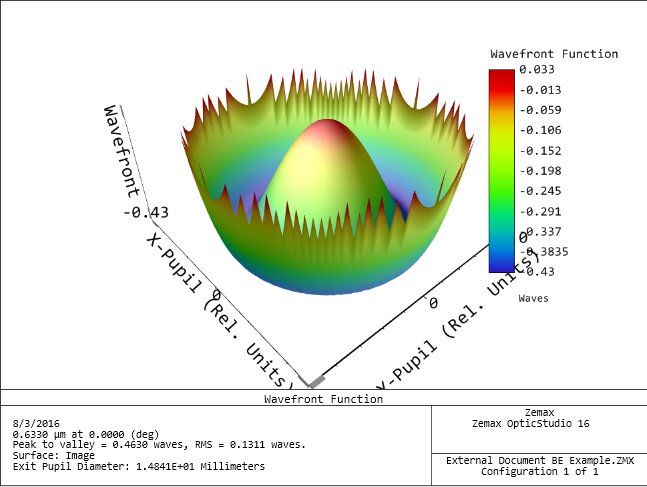 Wavefront Function
0.033
-0.013
-0.059
-0.106
-0.152
-0.198
-0.245
-0.291
-0.337
-0.3835
-0.43
Waves
Wavefront
-0.43
X-Pupil (Rel. Units)
0
0
0
Y-Pupil (Rel. Units)
Wavefront Function
8/3/2016
0.6330 µm at 0.0000 (deg)
Peak to valley = 0.4630 waves, RMS = 0.1311 waves.
Surface: Image
Exit Pupil Diameter: 1.4841E+01 Millimeters
Zemax
Zemax OpticStudio 16
External Document BE Example.ZMX
Configuration 1 of 1